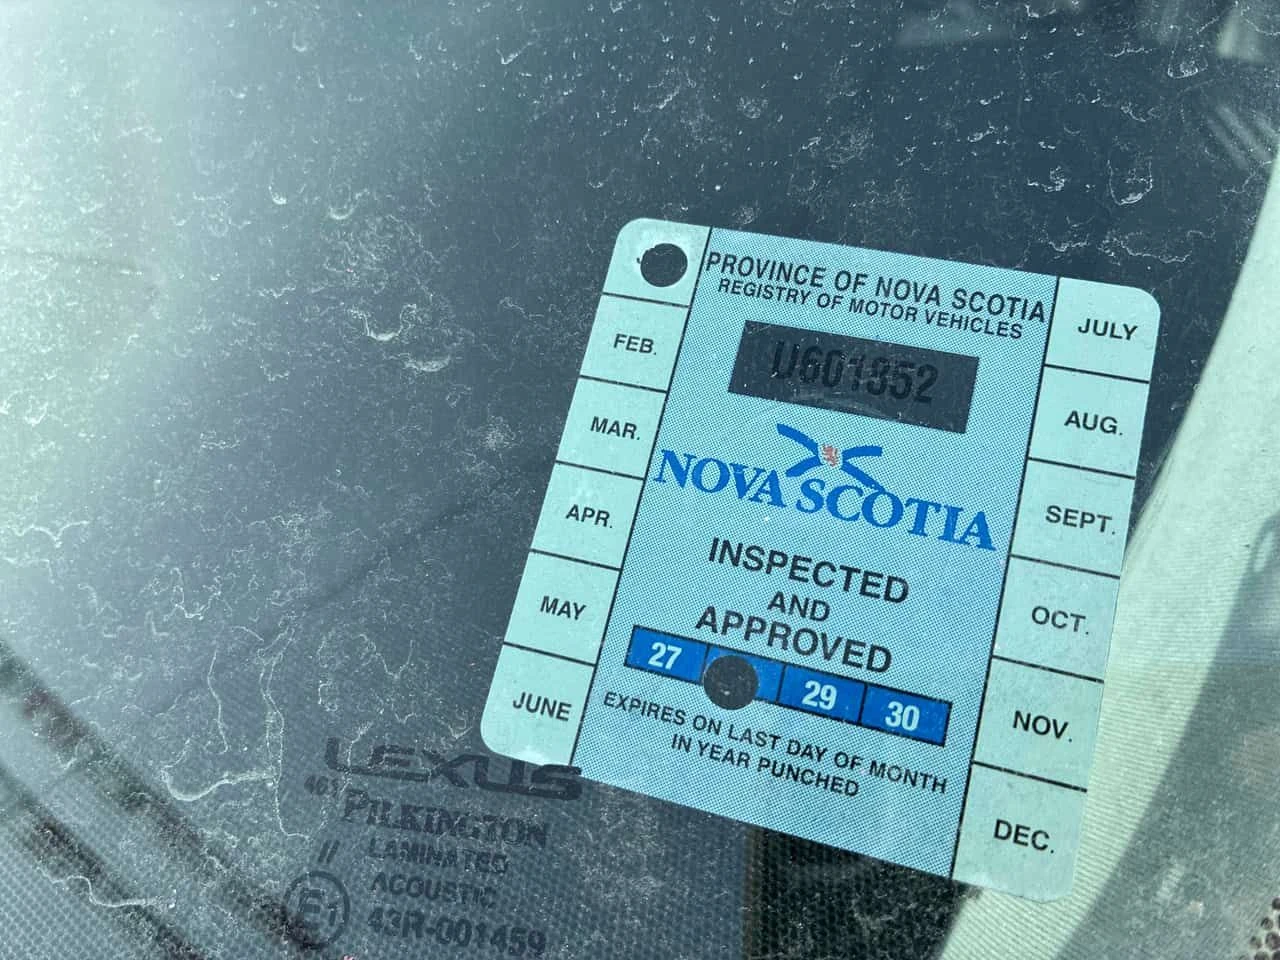 PROVINCE OF NOVA SCOTIA
REGISTRY OF MOTOR VEHICLES
U601352
NOVA SCOTIA
INSPECTED
AND
APPROVED
27 29 30
EXPIRES ON LAST DAY OF MONTH
IN YEAR PUNCHED
FEB.
MAR.
APR.
MAY
JUNE
JULY
AUG.
SEPT.
OCT.
NOV.
DEC.
LEXUS
PILKINGTON
LAMINATED
// ACOUSTIC
E1 43R-001459